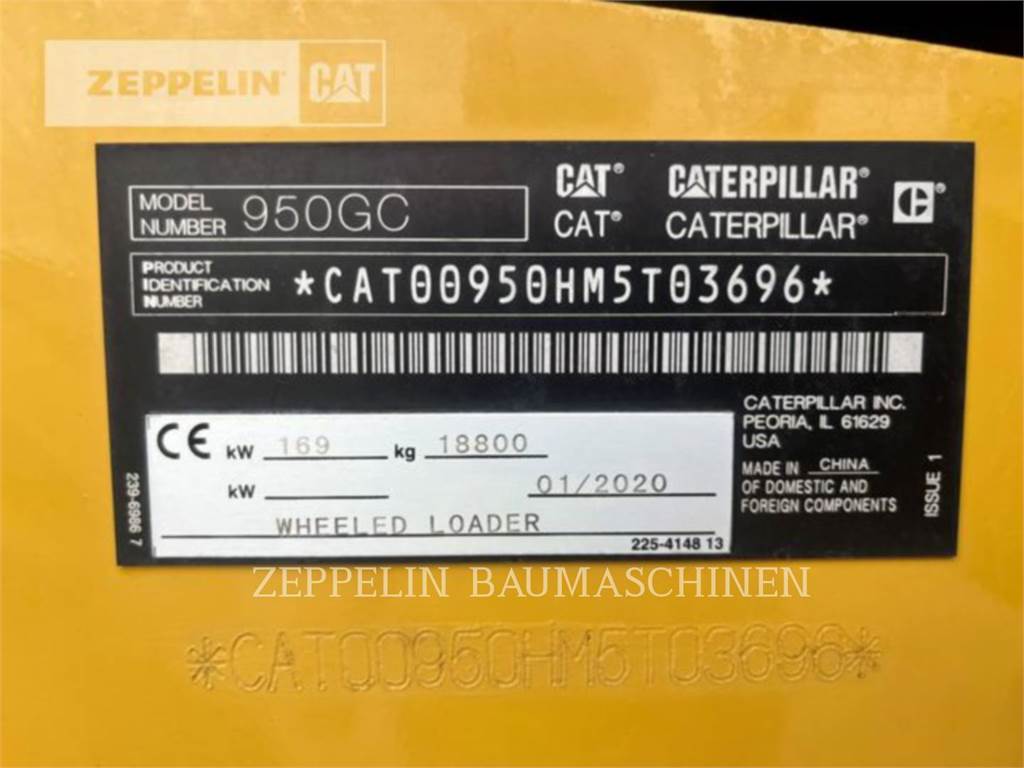 ZEPPELIN CAT
CAT® CATERPILLAR®
CAT® CATERPILLAR®
MODEL
NUMBER 950GC
PRODUCT
IDENTIFICATION
NUMBER *CAT00950HM5T03696*
CATERPILLAR INC.
PEORIA, IL 61629
USA
MADE IN CHINA
OF DOMESTIC AND
FOREIGN COMPONENTS
ISSUE 1
CE kW 169 kg 18800
kW 01/2020
WHEELED LOADER
225-4148 13
239-6986 7
ZEPPELIN BAUMASCHINEN
*CAT00950HM5T03696*